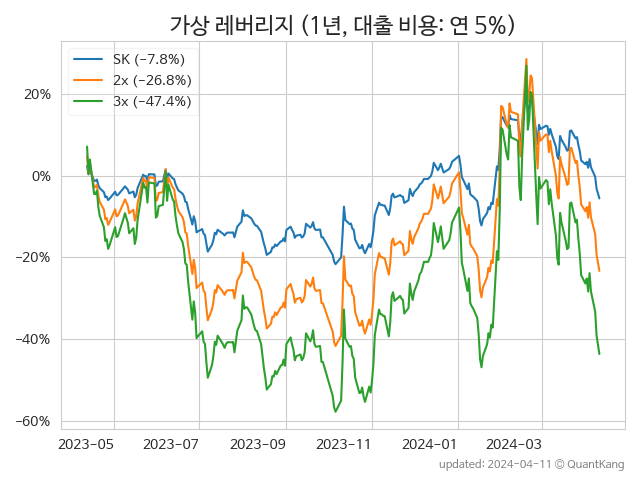 가상 레버리지 (1년, 대출 비용: 연 5%)
SK (−7.8%)
2x (−26.8%)
3x (−47.4%)
20%
0%
−20%
−40%
−60%
2023−05 2023−07 2023−09 2023−11 2024−01 2024−03
updated: 2024-04-11 © QuantKang